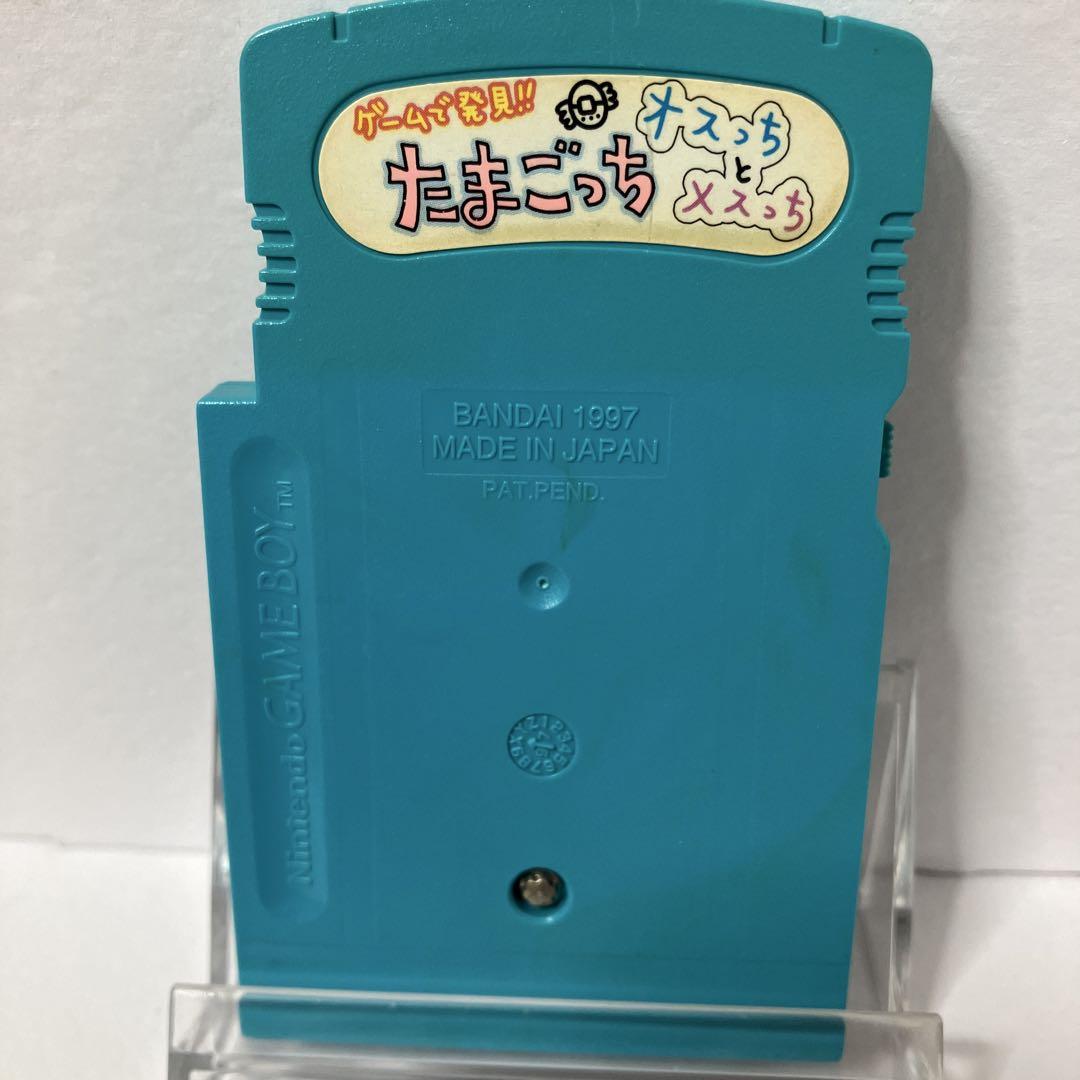 ゲームで発見!!
たまごっち
オスっち
と
メスっち
BANDAI 1997
MADE IN JAPAN
PAT.PEND.
Nintendo GAME BOY™